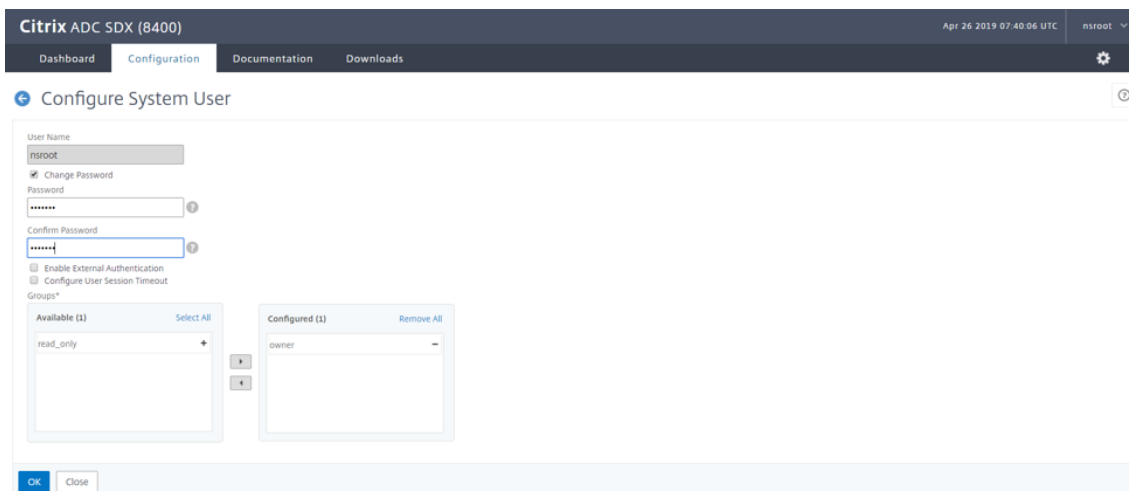 Citrix ADC SDX (8400)
Apr 26 2019 07:40:06 UTC
nsroot
Dashboard Configuration Documentation Downloads
Configure System User
?
User Name
nsroot
Change Password
Password
•••••••
?
Confirm Password
•••••••
?
Enable External Authentication
Configure User Session Timeout
Groups*
Available (1) Select All
read_only +
Configured (1) Remove All
owner −
OK Close